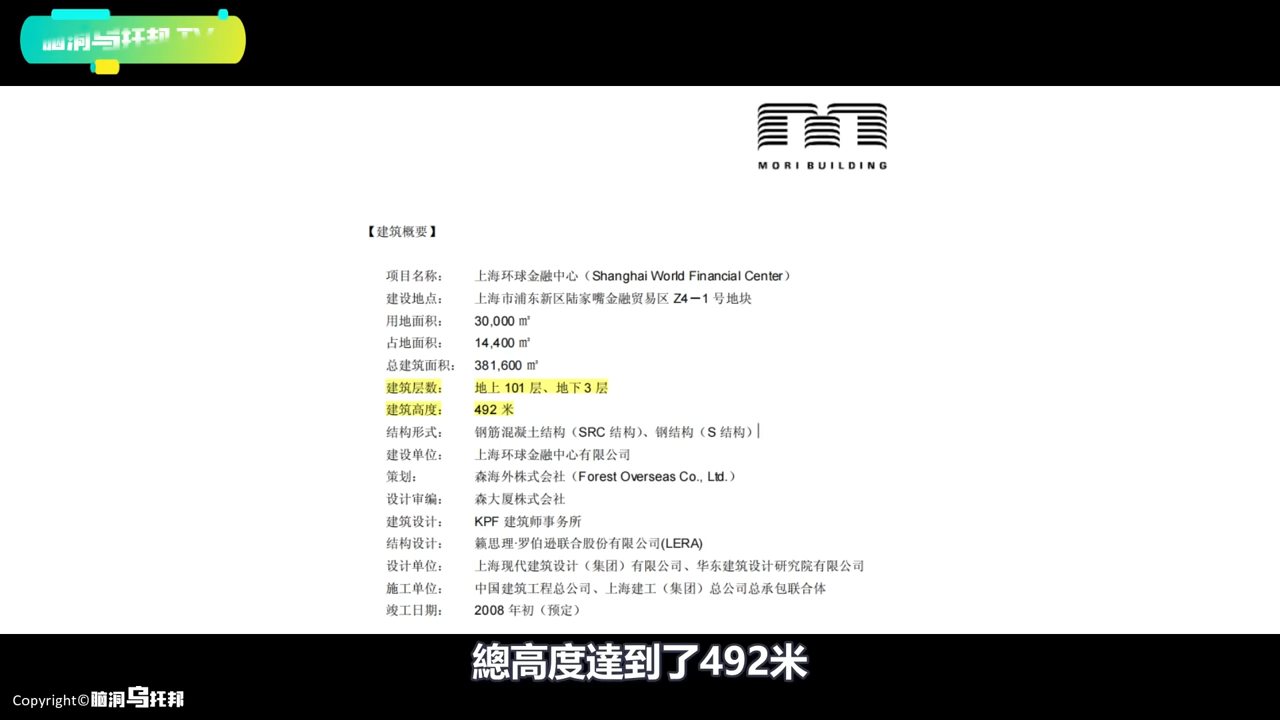 脑洞乌托邦 TV
MORI BUILDING
【建筑概要】
项目名称： 上海环球金融中心（Shanghai World Financial Center）
建设地点： 上海市浦东新区陆家嘴金融贸易区 Z4－1 号地块
用地面积： 30,000 ㎡
占地面积： 14,400 ㎡
总建筑面积： 381,600 ㎡
建筑层数： 地上 101 层、地下 3 层
建筑高度： 492 米
结构形式： 钢筋混凝土结构（SRC 结构）、钢结构（S 结构）
建设单位： 上海环球金融中心有限公司
策划： 森海外株式会社（Forest Overseas Co., Ltd.）
设计审编： 森大厦株式会社
建筑设计： KPF 建筑师事务所
结构设计： 籁思理·罗伯逊联合股份有限公司(LERA)
设计单位： 上海现代建筑设计（集团）有限公司、华东建筑设计研究院有限公司
施工单位： 中国建筑工程总公司、上海建工（集团）总公司总承包联合体
竣工日期： 2008 年初（预定）
總高度達到了492米
Copyright©脑洞乌托邦